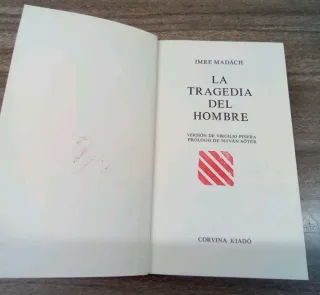 IMRE MADÁCH
LA
TRAGEDIA
DEL
HOMBRE
VERSIÓN DE VIRGILIO PIÑERA
PRÓLOGO DE ISTVÁN SŐTÉR
CORVINA KIADÓ